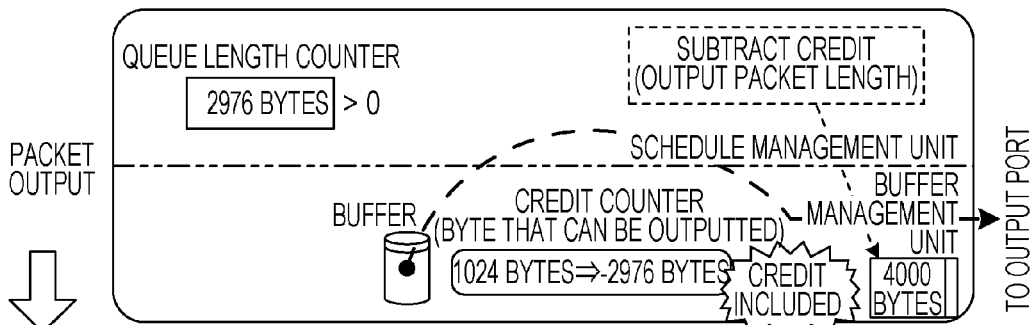 QUEUE LENGTH COUNTER
2976 BYTES > 0
SUBTRACT CREDIT
(OUTPUT PACKET LENGTH)
PACKET
OUTPUT
SCHEDULE MANAGEMENT UNIT
BUFFER
MANAGEMENT
UNIT
BUFFER
CREDIT COUNTER
(BYTE THAT CAN BE OUTPUTTED)
1024 BYTES⇒-2976 BYTES
CREDIT
INCLUDED
4000
BYTES
TO OUTPUT PORT